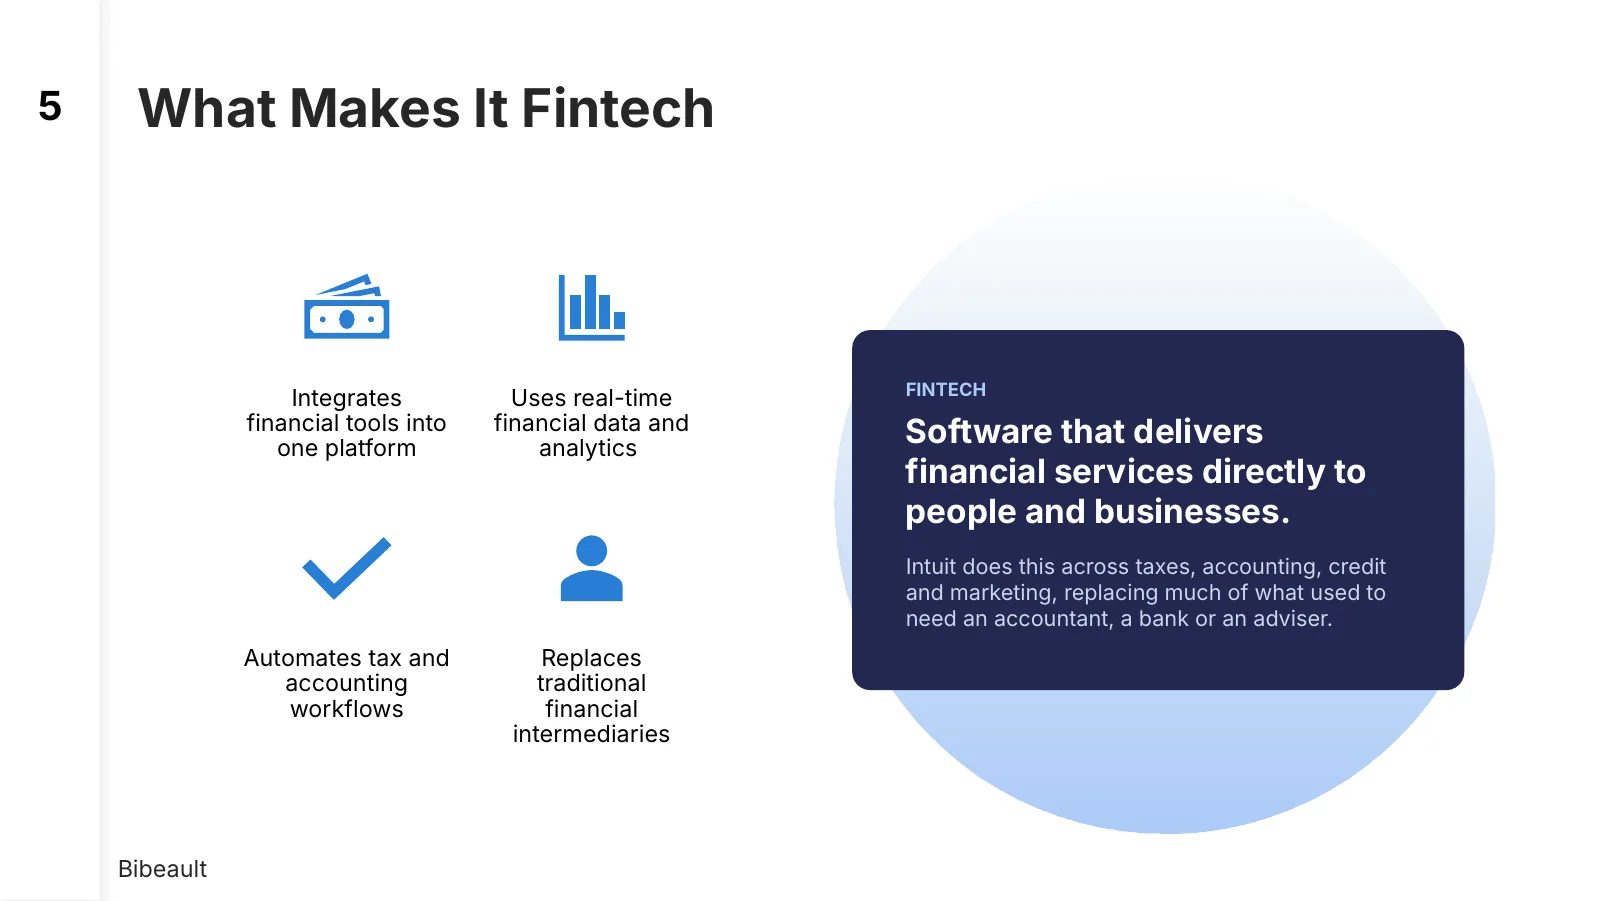 5
What Makes It Fintech
Integrates
financial tools into
one platform
Uses real-time
financial data and
analytics
Automates tax and
accounting
workflows
Replaces
traditional
financial
intermediaries
FINTECH
Software that delivers
financial services directly to
people and businesses.
Intuit does this across taxes, accounting, credit
and marketing, replacing much of what used to
need an accountant, a bank or an adviser.
Bibeault